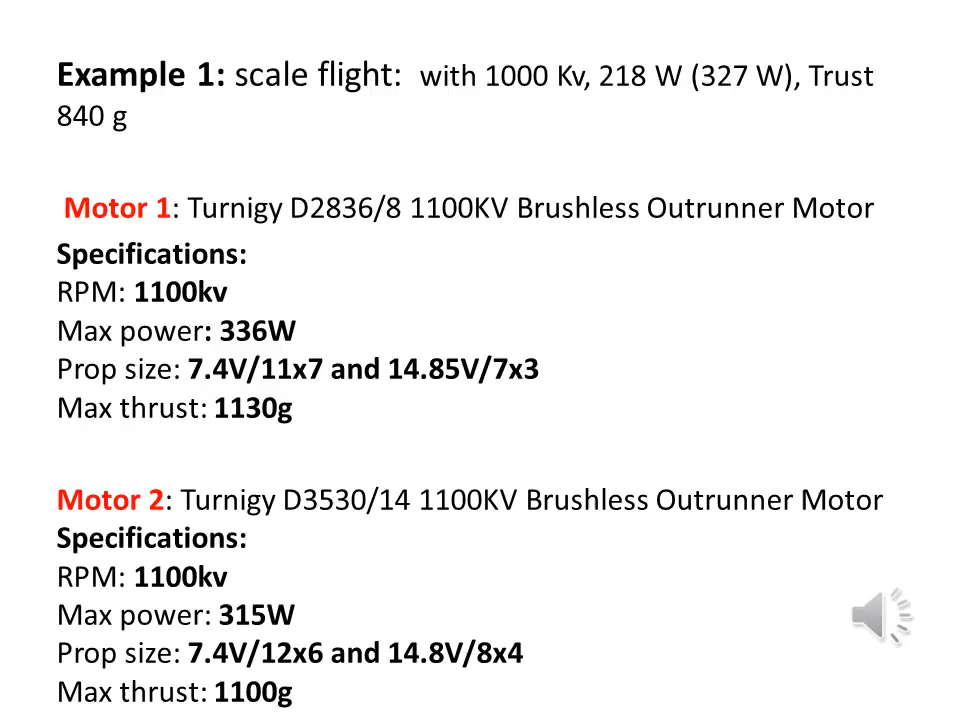 Example 1: scale flight: with 1000 Kv, 218 W (327 W), Trust
840 g
Motor 1: Turnigy D2836/8 1100KV Brushless Outrunner Motor
Specifications:
RPM: 1100kv
Max power: 336W
Prop size: 7.4V/11x7 and 14.85V/7x3
Max thrust: 1130g
Motor 2: Turnigy D3530/14 1100KV Brushless Outrunner Motor
Specifications:
RPM: 1100kv
Max power: 315W
Prop size: 7.4V/12x6 and 14.8V/8x4
Max thrust: 1100g